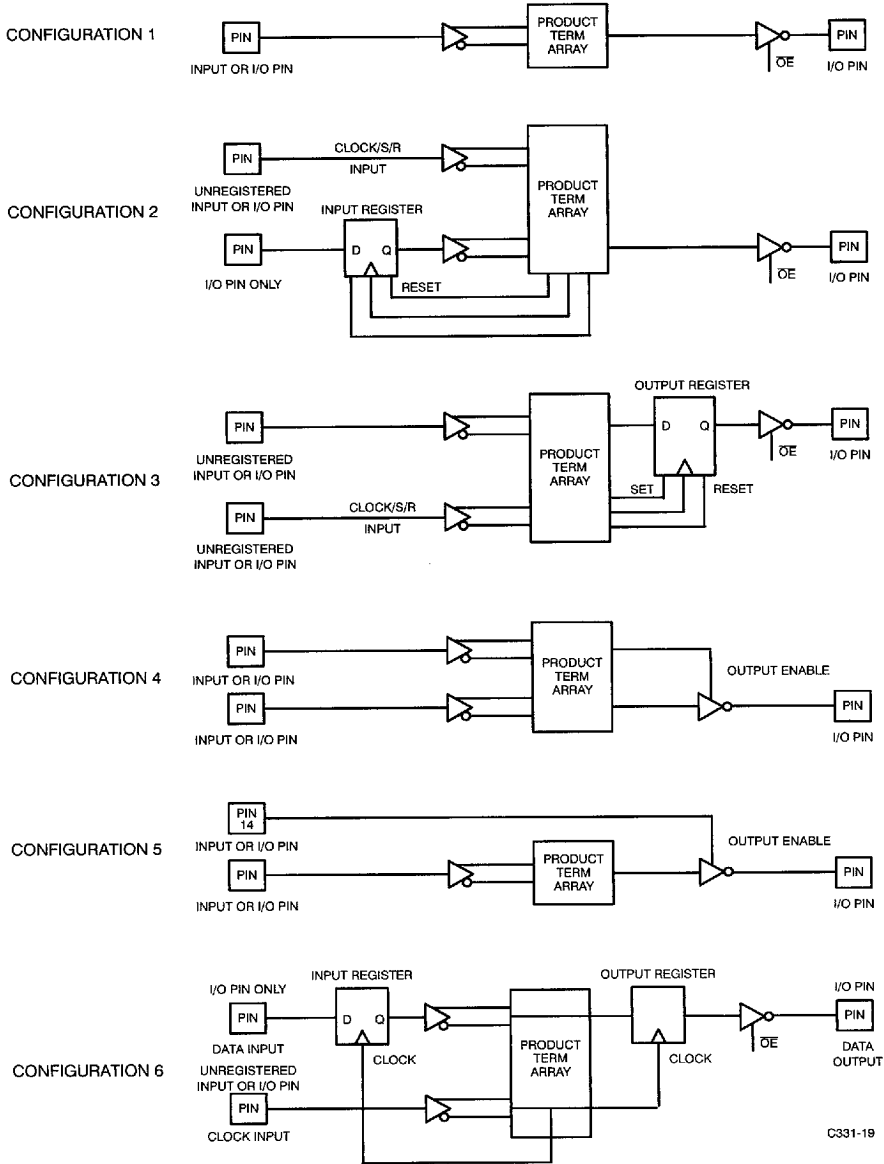 CONFIGURATION 1
PIN
INPUT OR I/O PIN
PRODUCT
TERM
ARRAY
OE
PIN
I/O PIN
CONFIGURATION 2
PIN
UNREGISTERED
INPUT OR I/O PIN
CLOCK/S/R
INPUT
PIN
I/O PIN ONLY
INPUT REGISTER
D Q
RESET
PRODUCT
TERM
ARRAY
OE
PIN
I/O PIN
CONFIGURATION 3
PIN
UNREGISTERED
INPUT OR I/O PIN
PIN
UNREGISTERED
INPUT OR I/O PIN
CLOCK/S/R
INPUT
PRODUCT
TERM
ARRAY
OUTPUT REGISTER
D Q
SET
RESET
OE
PIN
I/O PIN
CONFIGURATION 4
PIN
INPUT OR I/O PIN
PIN
INPUT OR I/O PIN
PRODUCT
TERM
ARRAY
OUTPUT ENABLE
PIN
I/O PIN
CONFIGURATION 5
PIN
14
INPUT OR I/O PIN
PIN
INPUT OR I/O PIN
PRODUCT
TERM
ARRAY
OUTPUT ENABLE
PIN
I/O PIN
CONFIGURATION 6
I/O PIN ONLY
PIN
DATA INPUT
UNREGISTERED
INPUT OR I/O PIN
PIN
CLOCK INPUT
INPUT REGISTER
D Q
CLOCK
PRODUCT
TERM
ARRAY
OUTPUT REGISTER
CLOCK
OE
I/O PIN
PIN
DATA
OUTPUT
C331-19